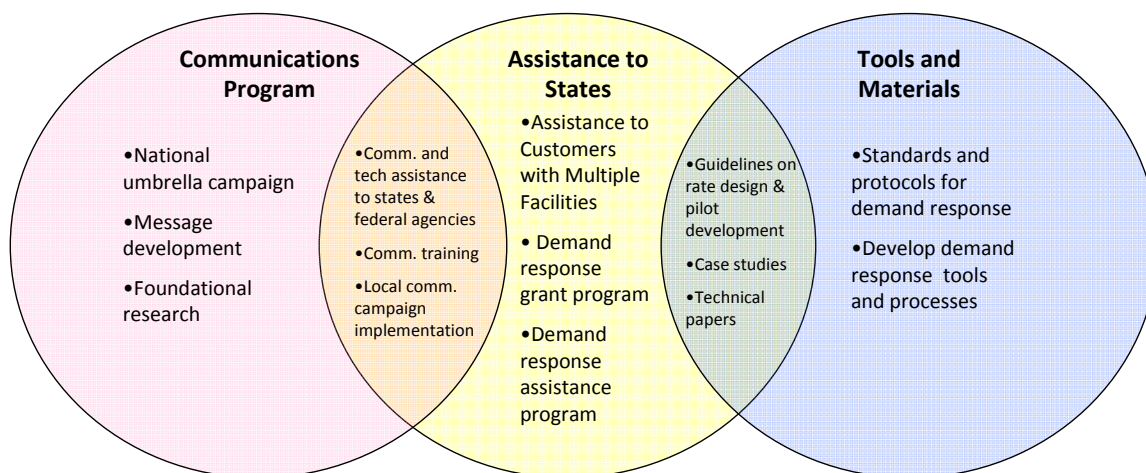 Communications
Program
•National
umbrella campaign
•Message
development
•Foundational
research
•Comm. and
tech assistance
to states &
federal agencies
•Comm. training
•Local comm.
campaign
implementation
Assistance to
States
•Assistance to
Customers
with Multiple
Facilities
• Demand
response
grant program
•Demand
response
assistance
program
•Guidelines on
rate design &
pilot
development
•Case studies
•Technical
papers
Tools and
Materials
•Standards and
protocols for
demand response
•Develop demand
response tools
and processes